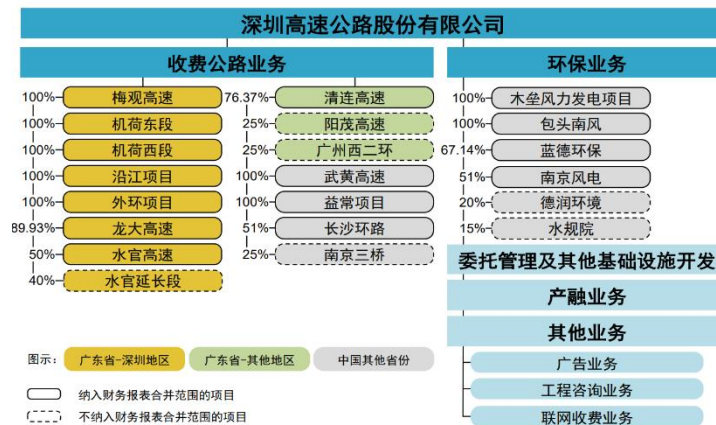 深圳高速公路股份有限公司
收费公路业务
环保业务
100% 梅观高速
100% 机荷东段
100% 机荷西段
100% 沿江项目
100% 外环项目
89.93% 龙大高速
50% 水官高速
40% 水官延长段
76.37% 清连高速
25% 阳茂高速
25% 广州西二环
100% 武黄高速
100% 益常项目
51% 长沙环路
25% 南京三桥
100% 木垒风力发电项目
100% 包头南风
67.14% 蓝德环保
51% 南京风电
20% 德润环境
15% 水规院
委托管理及其他基础设施开发
产融业务
其他业务
广告业务
工程咨询业务
联网收费业务
图示： 广东省-深圳地区 广东省-其他地区 中国其他省份
纳入财务报表合并范围的项目
不纳入财务报表合并范围的项目